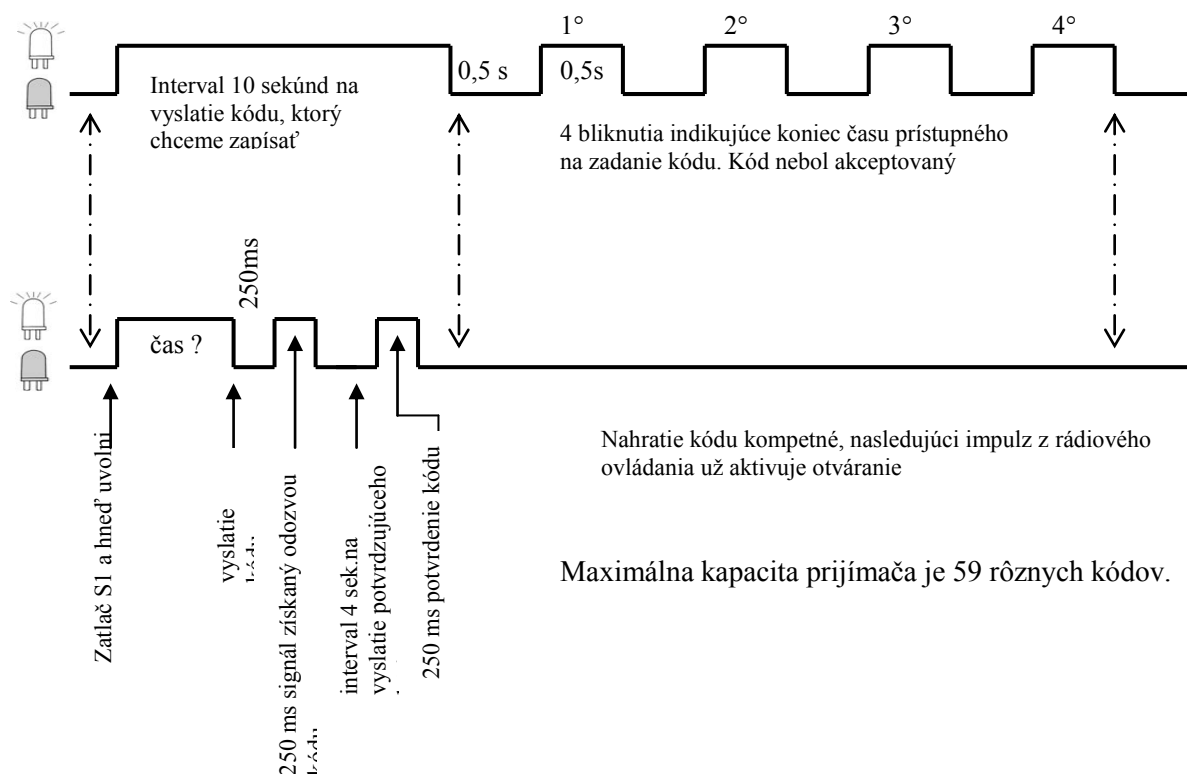 1°
2°
3°
4°
0,5 s
0,5s
Interval 10 sekúnd na
vyslatie kódu, ktorý
chceme zapísať
4 bliknutia indikujúce koniec času prístupného
na zadanie kódu. Kód nebol akceptovaný
250ms
čas ?
Zatlač S1 a hneď uvolni
vyslatie
250 ms signál získaný odozvou
kódu
interval 4 sek.na
vyslatie potvrdzujúceho
250 ms potvrdenie kódu
Nahratie kódu kompetné, nasledujúci impulz z rádiového
ovládania už aktivuje otváranie
Maximálna kapacita prijímača je 59 rôznych kódov.